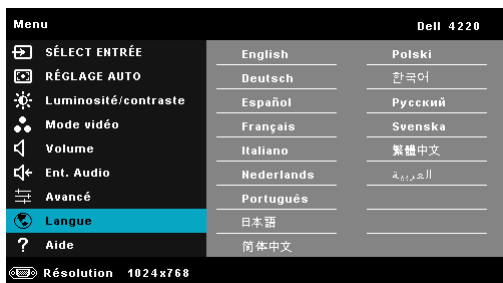 Menu Dell 4220
SÉLECT ENTRÉE English Polski
RÉGLAGE AUTO Deutsch 한국어
Luminosité/contraste Español Русский
Mode vidéo Français Svenska
Volume Italiano 繁體中文
Ent. Audio Nederlands العربية
Avancé Português
Langue 日本語
? Aide 简体中文
Résolution 1024x768